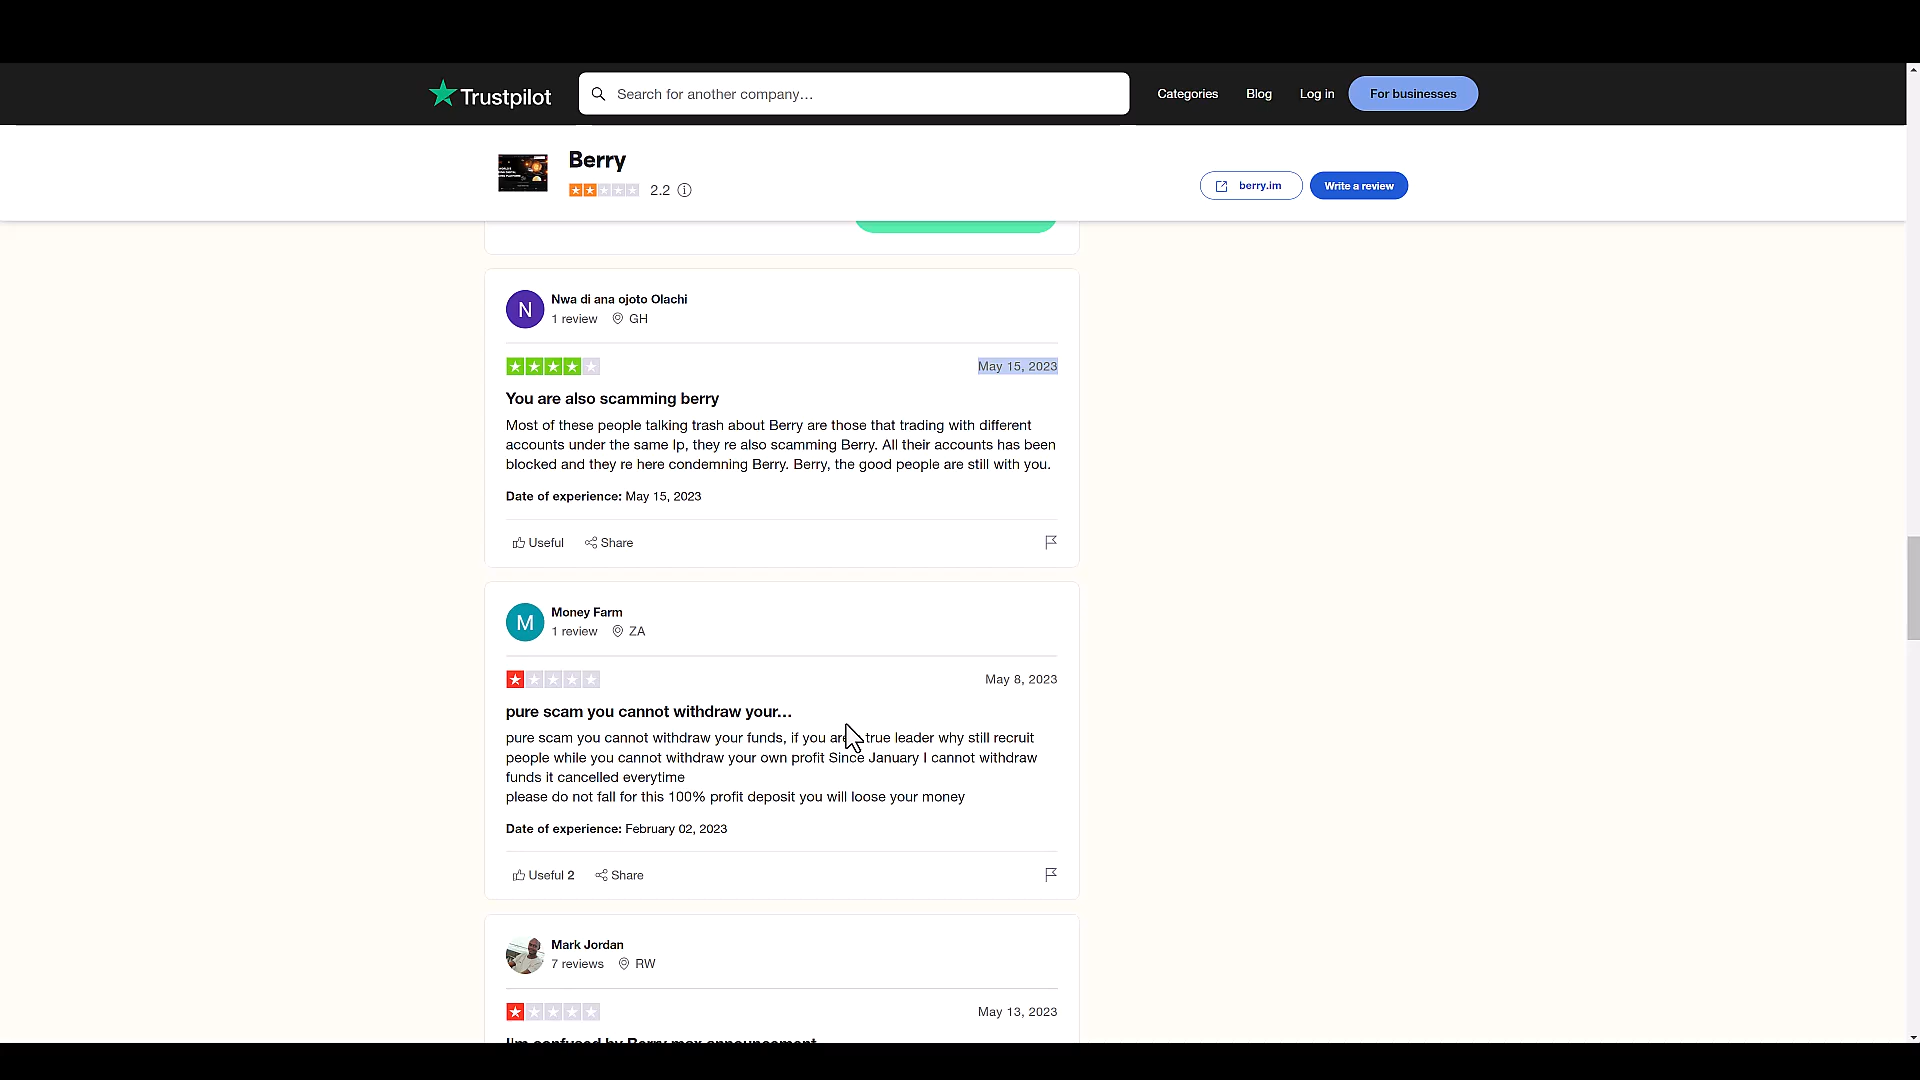 Trustpilot
Search for another company…
Categories
Blog
Log in
For businesses
Berry
2.2
berry.im
Write a review
N
Nwa di ana ojoto Olachi
1 review
GH
May 15, 2023
You are also scamming berry
Most of these people talking trash about Berry are those that trading with different
accounts under the same Ip, they re also scamming Berry. All their accounts has been
blocked and they re here condemning Berry. Berry, the good people are still with you.
Date of experience: May 15, 2023
Useful
Share
M
Money Farm
1 review
ZA
May 8, 2023
pure scam you cannot withdraw your…
pure scam you cannot withdraw your funds, if you are true leader why still recruit
people while you cannot withdraw your own profit Since January I cannot withdraw
funds it cancelled everytime
please do not fall for this 100% profit deposit you will loose your money
Date of experience: February 02, 2023
Useful 2
Share
Mark Jordan
7 reviews
RW
May 13, 2023
I'm confused by Berry max announcement